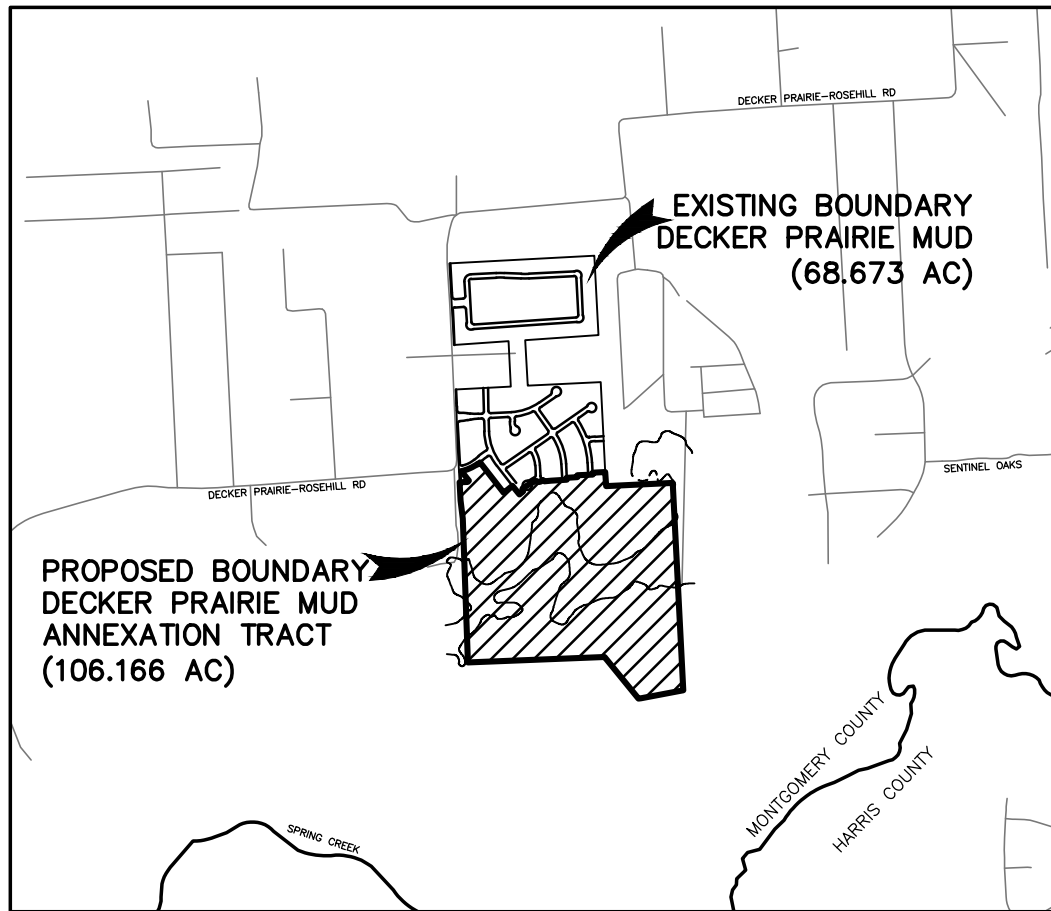 DECKER PRAIRIE-ROSEHILL RD
EXISTING BOUNDARY
DECKER PRAIRIE MUD
(68.673 AC)
SENTINEL OAKS
DECKER PRAIRIE-ROSEHILL RD
PROPOSED BOUNDARY
DECKER PRAIRIE MUD
ANNEXATION TRACT
(106.166 AC)
MONTGOMERY COUNTY
HARRIS COUNTY
SPRING CREEK